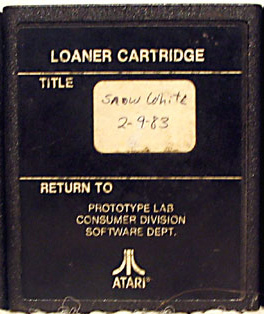 LOANER CARTRIDGE
TITLE
Snow White
2-9-83
RETURN TO
PROTOTYPE LAB
CONSUMER DIVISION
SOFTWARE DEPT.
ATARI®